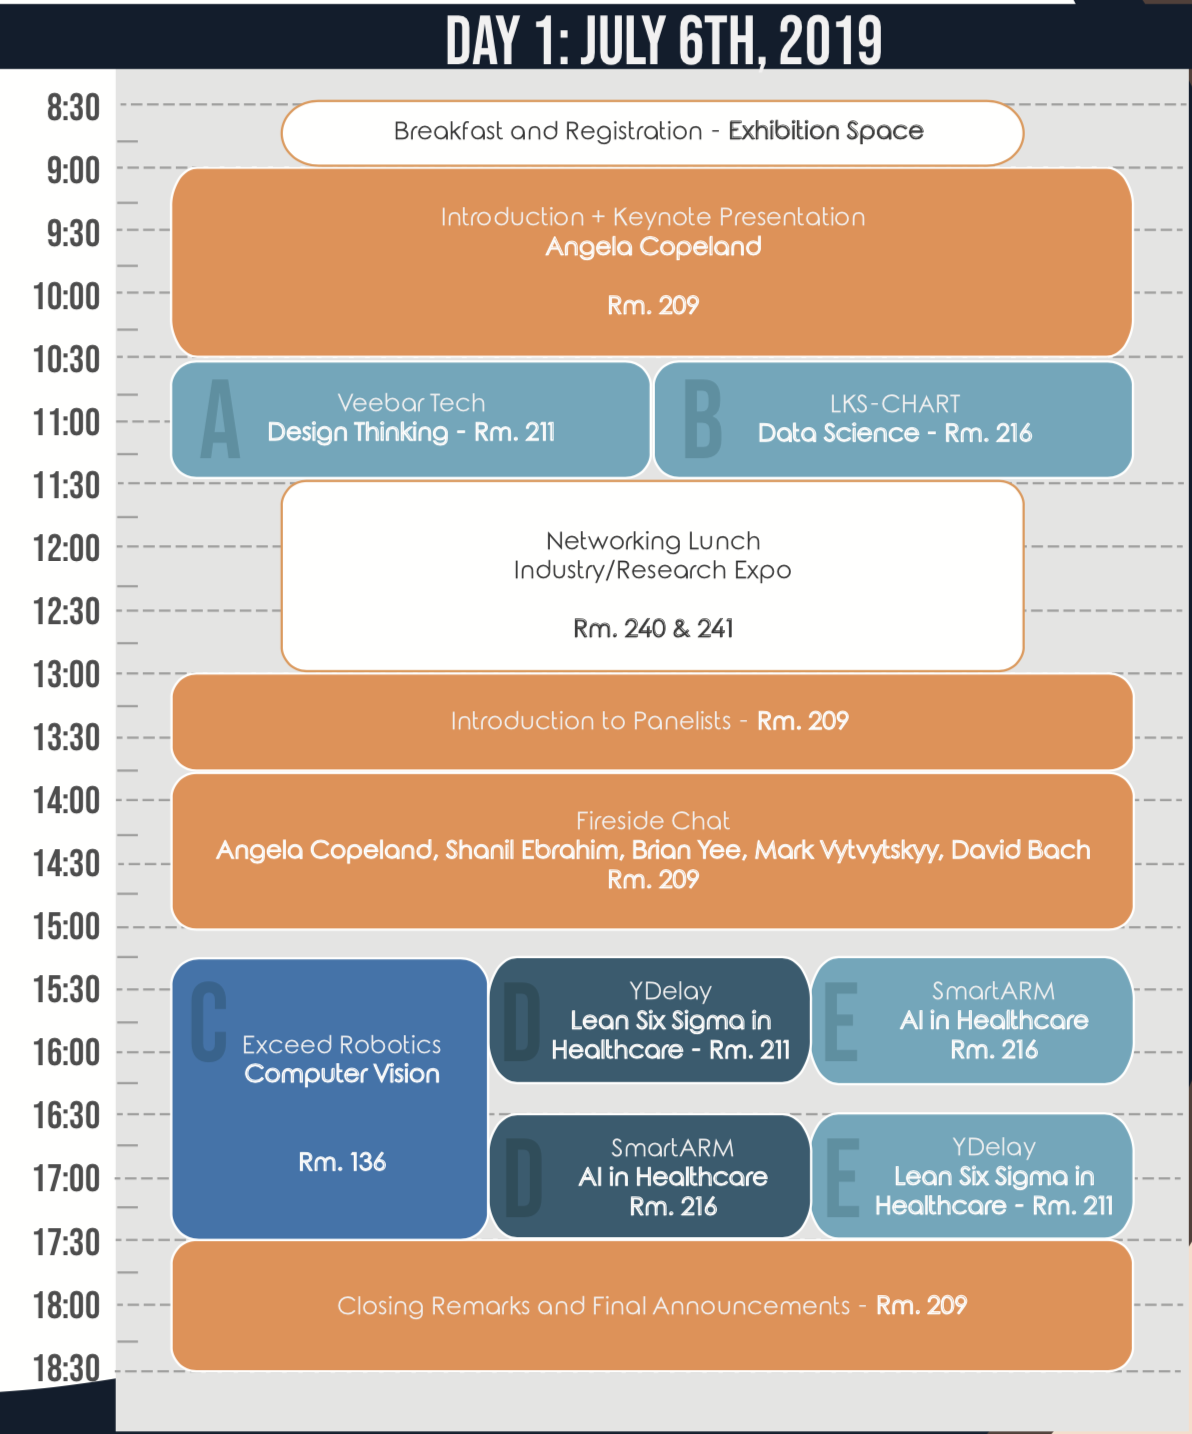 DAY 1: JULY 6TH, 2019
8:30
Breakfast and Registration - Exhibition Space
9:00
Introduction + Keynote Presentation
9:30
Angela Copeland
10:00
Rm. 209
10:30
A
Veebar Tech
Design Thinking - Rm. 211
B
LKS-CHART
Data Science - Rm. 216
11:00
11:30
Networking Lunch
12:00
Industry/Research Expo
12:30
Rm. 240 & 241
13:00
Introduction to Panelists - Rm. 209
13:30
14:00
Fireside Chat
Angela Copeland, Shanil Ebrahim, Brian Yee, Mark Vytvytskyy, David Bach
14:30
Rm. 209
15:00
15:30
C
Exceed Robotics
Computer Vision
Rm. 136
D
YDelay
Lean Six Sigma in
Healthcare - Rm. 211
E
SmartARM
AI in Healthcare
Rm. 216
16:00
16:30
D
SmartARM
AI in Healthcare
Rm. 216
E
YDelay
Lean Six Sigma in
Healthcare - Rm. 211
17:00
17:30
18:00
Closing Remarks and Final Announcements - Rm. 209
18:30